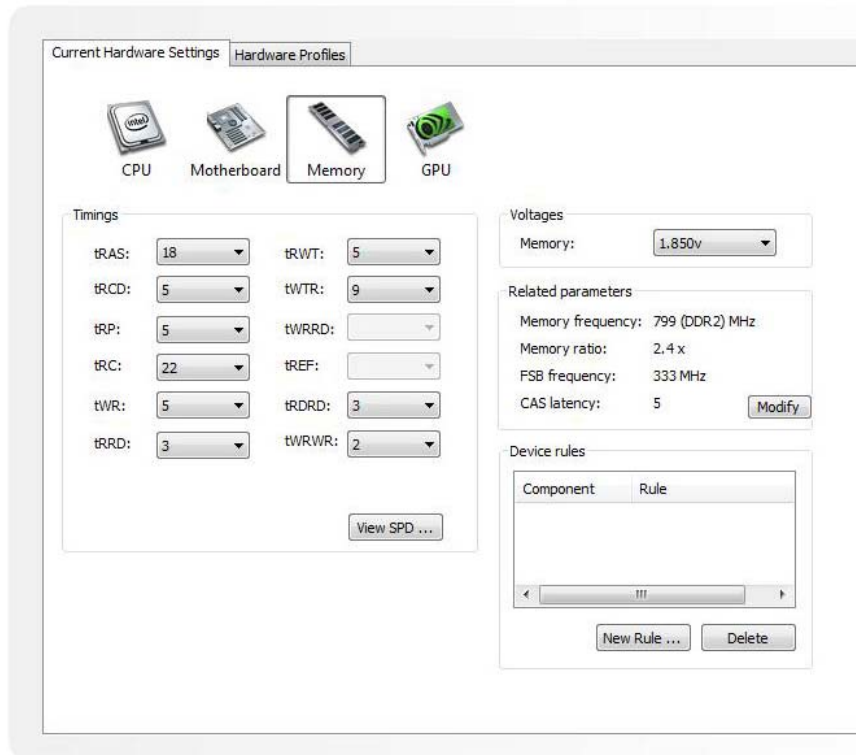 Current Hardware Settings
Hardware Profiles
intel
CPU
Motherboard
Memory
GPU
Timings
tRAS: 18
tRWT: 5
tRCD: 5
tWTR: 9
tRP: 5
tWRRD:
tRC: 22
tREF:
tWR: 5
tRDRD: 3
tRRD: 3
tWRWR: 2
View SPD ...
Voltages
Memory: 1.850v
Related parameters
Memory frequency: 799 (DDR2) MHz
Memory ratio: 2.4 x
FSB frequency: 333 MHz
CAS latency: 5
Modify
Device rules
Component Rule
New Rule ... Delete